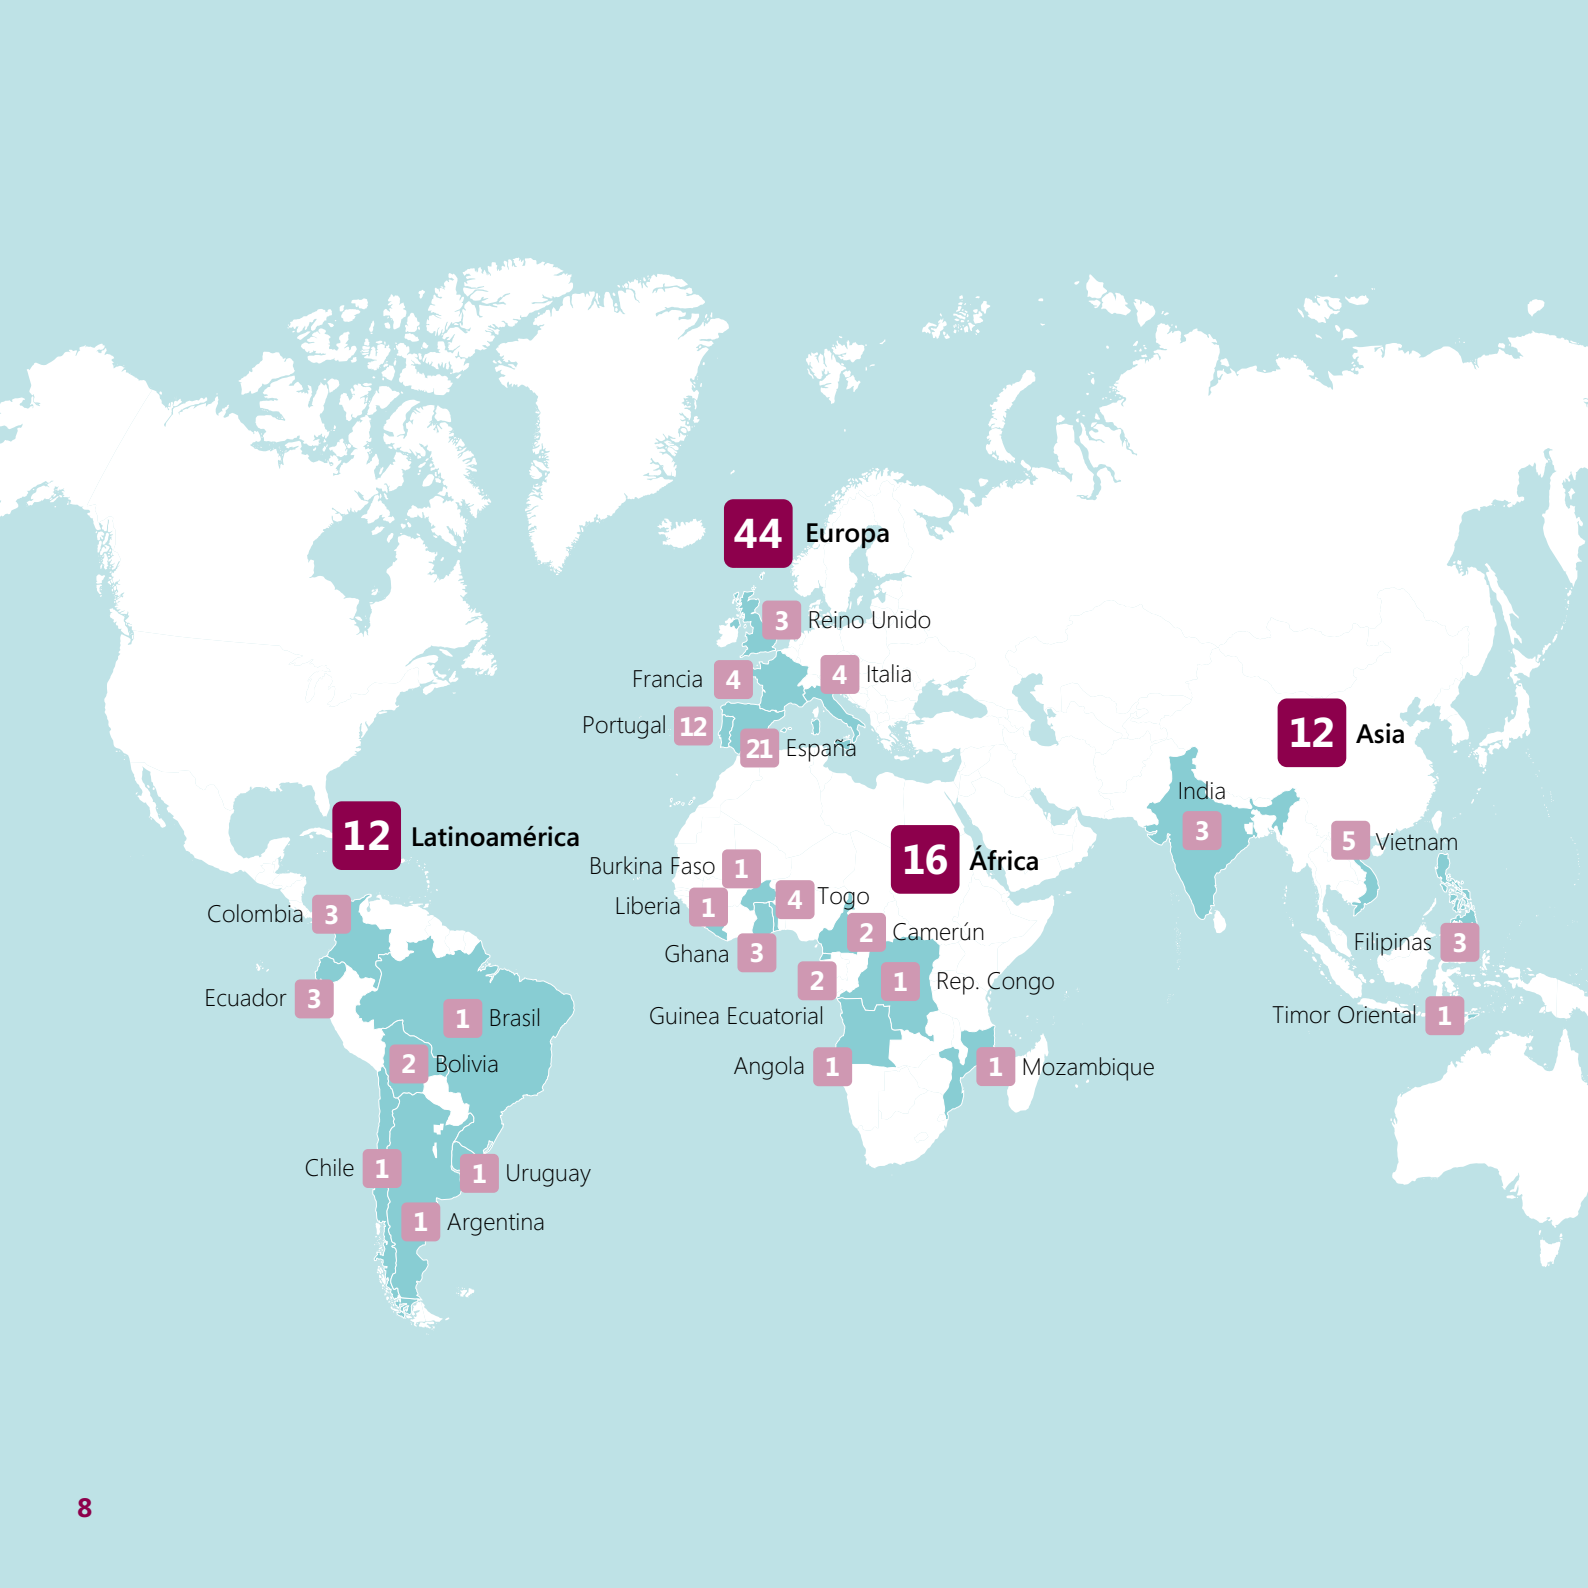 44 Europa
3 Reino Unido
Francia 4
4 Italia
Portugal 12
21 España
12 Asia
India
3
5 Vietnam
Filipinas 3
Timor Oriental 1
12 Latinoamérica
Colombia 3
Ecuador 3
1 Brasil
2 Bolivia
Chile 1
1 Uruguay
1 Argentina
16 África
Burkina Faso 1
Liberia 1
4 Togo
Ghana 3
2 Camerún
2
Guinea Ecuatorial
1 Rep. Congo
Angola 1
1 Mozambique
8